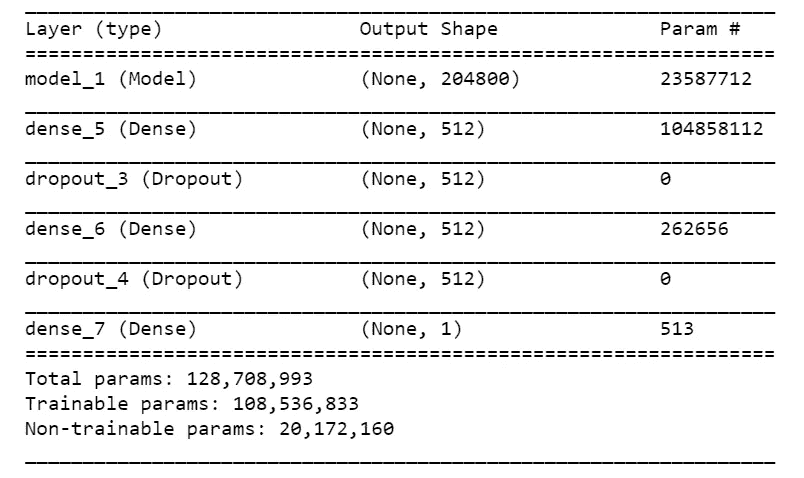 Layer (type) Output Shape Param #
model_1 (Model) (None, 204800) 23587712
dense_5 (Dense) (None, 512) 104858112
dropout_3 (Dropout) (None, 512) 0
dense_6 (Dense) (None, 512) 262656
dropout_4 (Dropout) (None, 512) 0
dense_7 (Dense) (None, 1) 513
Total params: 128,708,993
Trainable params: 108,536,833
Non-trainable params: 20,172,160